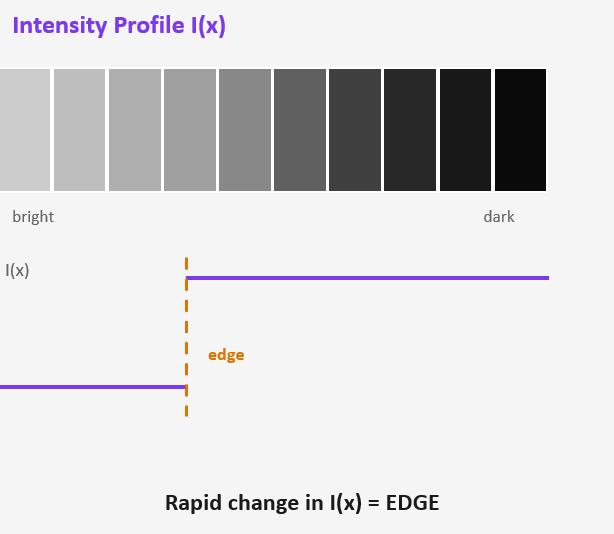 Intensity Profile I(x)
bright
dark
I(x)
edge
Rapid change in I(x) = EDGE